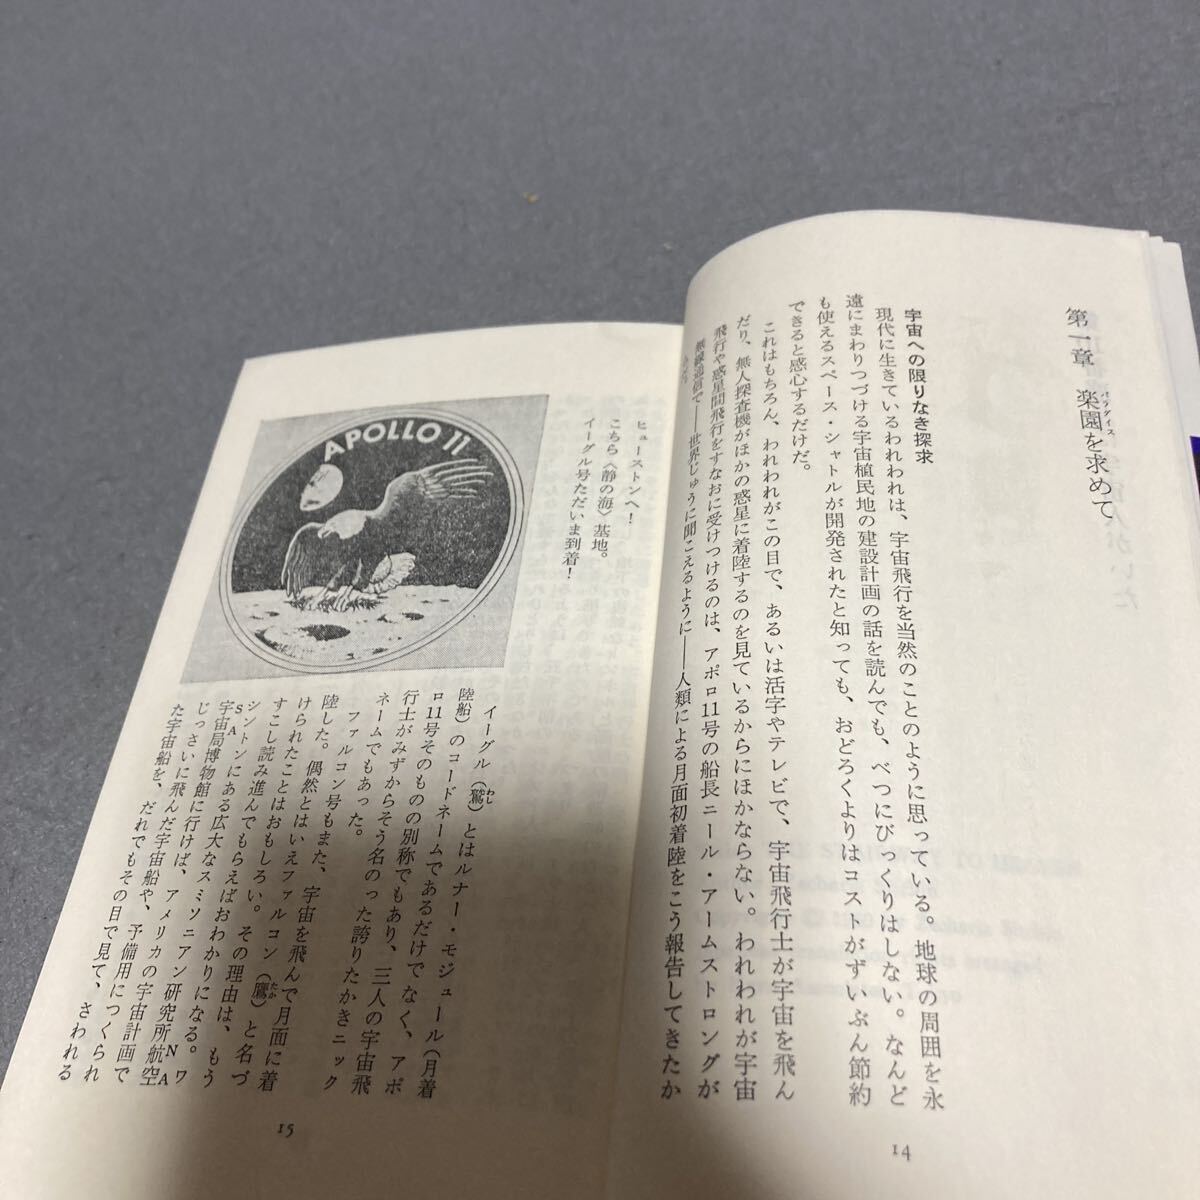 第一章 楽園を求めて
パラダイス
宇宙への限りなき探求
現代に生きているわれわれは、宇宙飛行を当然のことのように思っている。地球の周囲を永
遠にまわりつづける宇宙植民地の建設計画の話を読んでも、べつにびっくりはしない。なんど
も使えるスペース・シャトルが開発されたと知っても、おどろくよりはコストがずいぶん節約
できると感心するだけだ。
これはもちろん、われわれがこの目で、あるいは活字やテレビで、宇宙飛行士が宇宙を飛ん
だり、無人探査機がほかの惑星に着陸するのを見ているからにほかならない。われわれが宇宙
飛行や惑星間飛行をすなおに受けつけるのは、アポロ11号の船長ニール・アームストロングが
無線通信で——世界じゅうに聞こえるように——人類による月面初着陸をこう報告してきたか
14
ヒューストンへ！
こちら〈静の海〉基地。
イーグル号ただいま到着！
APOLLO 11
イーグル（鷲）とはルナー・モジュール（月着
わし
陸船）のコードネームであるだけでなく、アポ
ロ11号そのものの別称でもあり、三人の宇宙飛
行士がみずからそう名のった誇りたかきニック
ネームでもあった。
ファルコン号もまた、宇宙を飛んで月面に着
陸した。偶然とはいえファルコン（鷹）と名づ
たか
けられたことはおもしろい。その理由は、もう
すこし読み進んでもらえばおわかりになる。ワ
シントンにある広大なスミソニアン研究所航空
NASA
宇宙局博物館に行けば、アメリカの宇宙計画で
じっさいに飛んだ宇宙船や、予備用につくられ
た宇宙船を、だれでもその目で見て、さわれる
15